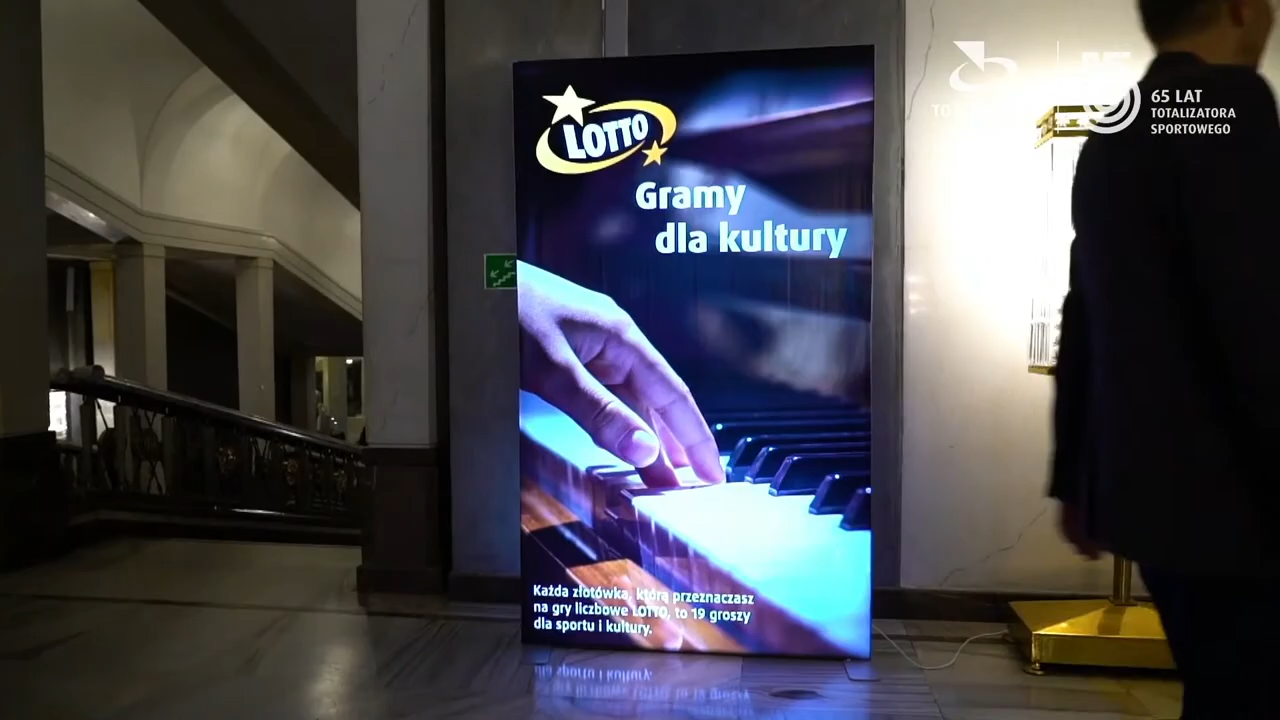 LOTTO
Gramy
dla kultury
Każda złotówka, którą przeznaczasz
na gry liczbowe LOTTO, to 19 groszy
dla sportu i kultury.
65 LAT
TOTALIZATORA
SPORTOWEGO